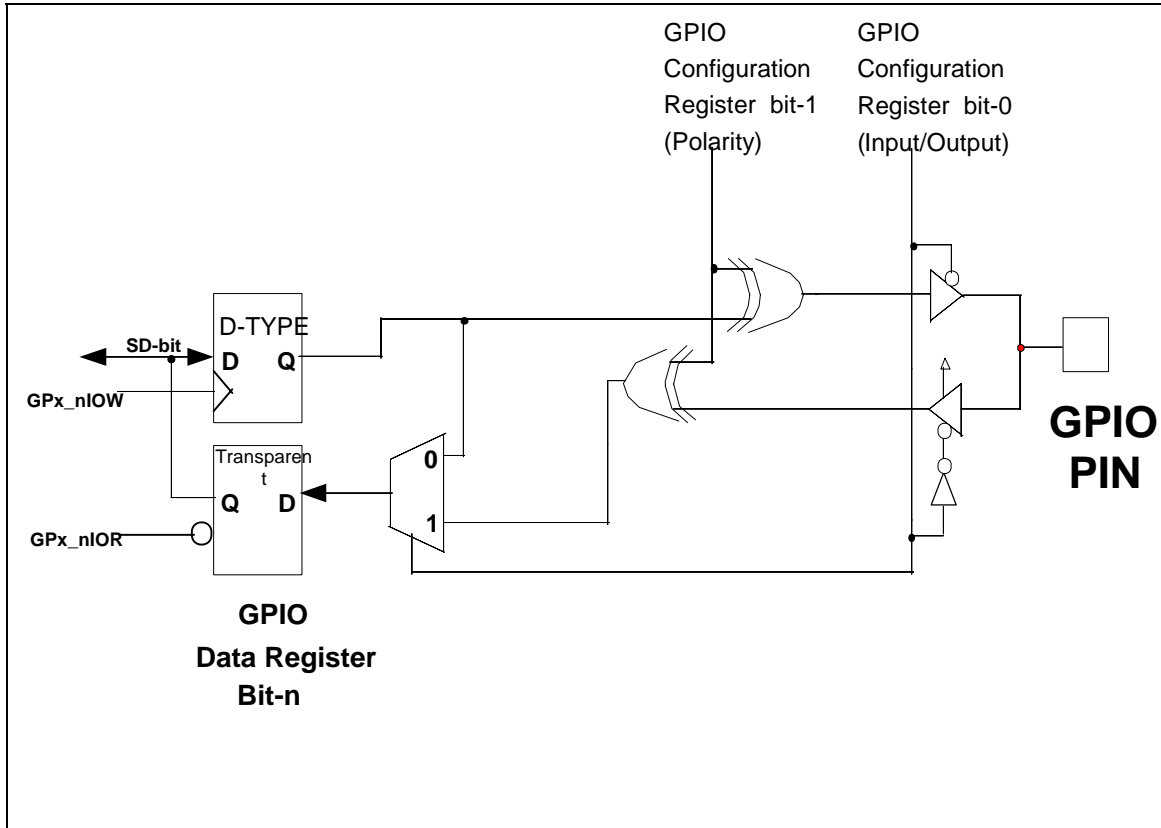 GPIO
Configuration
Register bit-1
(Polarity)
GPIO
Configuration
Register bit-0
(Input/Output)
D-TYPE
SD-bit
D Q
GPx_nIOW
Transparen
t
Q D
GPx_nIOR
0
1
GPIO
PIN
GPIO
Data Register
Bit-n